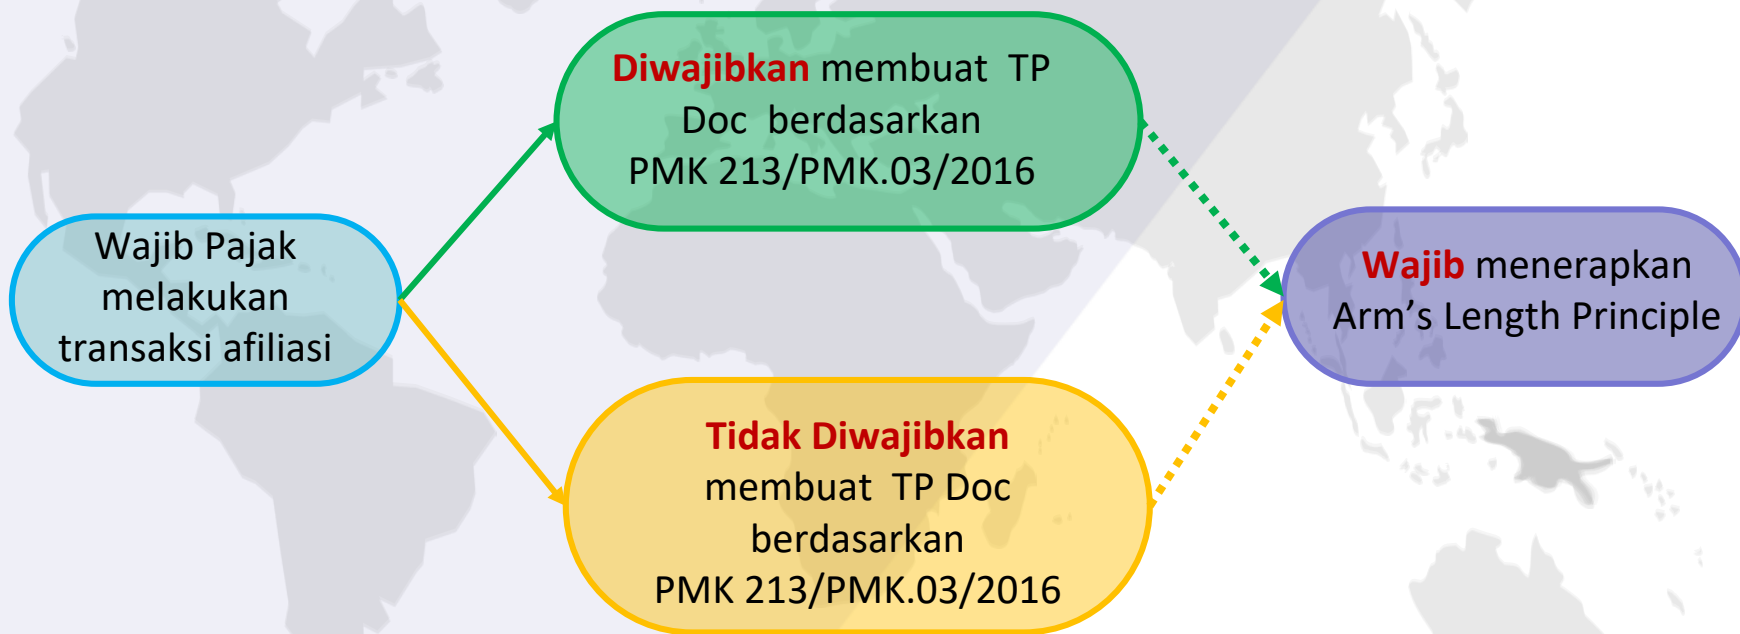 Wajib Pajak
melakukan
transaksi afiliasi
Diwajibkan membuat TP
Doc berdasarkan
PMK 213/PMK.03/2016
Tidak Diwajibkan
membuat TP Doc
berdasarkan
PMK 213/PMK.03/2016
Wajib menerapkan
Arm’s Length Principle